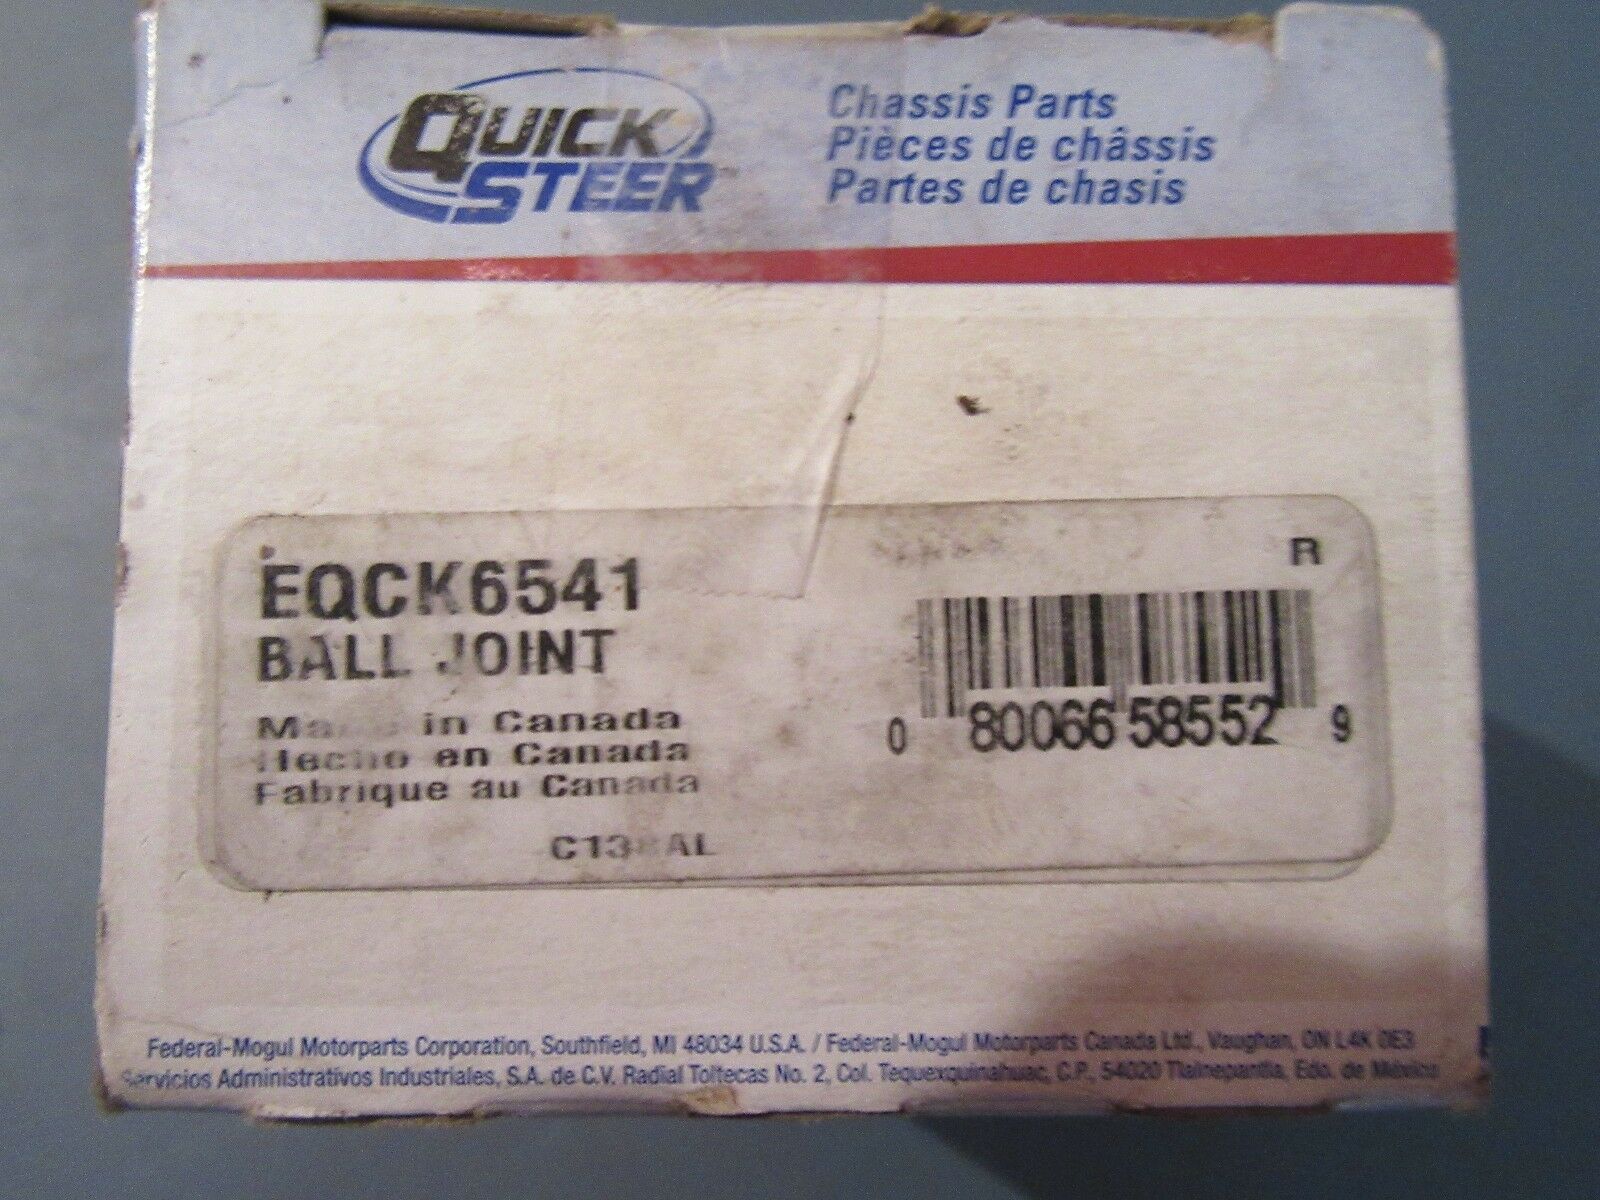 QUICK
STEER
Chassis Parts
Pièces de châssis
Partes de chasis
EQCK6541
BALL JOINT
Made in Canada
Hecho en Canada
Fabrique au Canada
R
0 80066 58552 9
Federal-Mogul Motorparts Corporation, Southfield, MI 48034 U.S.A. / Federal-Mogul Motorparts Canada Ltd., Vaughan, ON L4K 0E3
Servicios Administrativos Industriales, S.A. de C.V. Radial Toltecas No. 2, Col. Tequexquinahuac, C.P., 54020 Tlalnepantla, Edo. de México